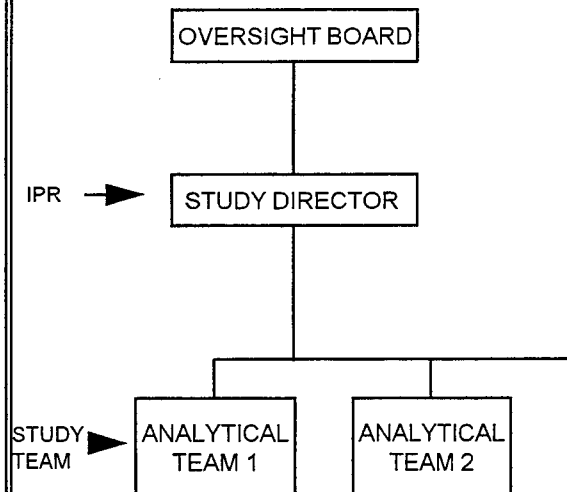 OVERSIGHT BOARD
IPR
STUDY DIRECTOR
STUDY
TEAM
ANALYTICAL
TEAM 1
ANALYTICAL
TEAM 2